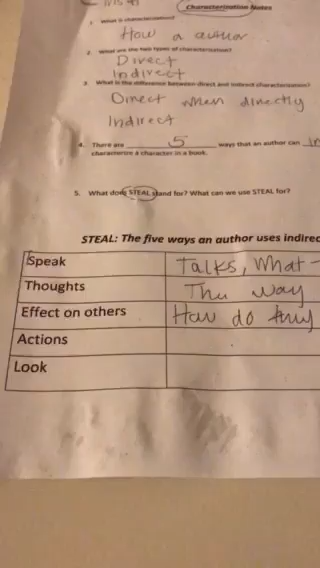 Characterization Notes
1. What is characterization?
How a author
2. What are the two types of characterization?
Direct
Indirect
3. What is the difference between direct and indirect characterization?
Direct when directly
Indirect
4. There are 5 ways that an author can
characterize a character in a book.
5. What does STEAL stand for? What can we use STEAL for?
STEAL: The five ways an author uses indirec
Speak Talks, What
Thoughts The way
Effect on others How do they
Actions
Look